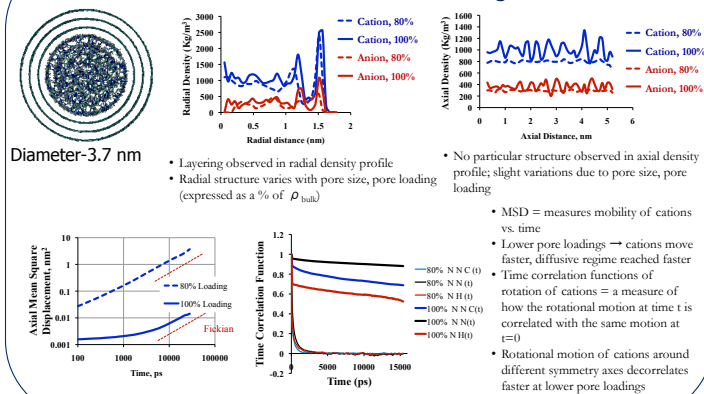 Diameter-3.7 nm
Radial Density (Kg/m³)
3000
2500
2000
1500
1000
500
0
0 0.5 1 1.5 2
Radial distance (nm)
Cation, 80%
Cation, 100%
Anion, 80%
Anion, 100%
Axial Density, Kg/m³
1600
1400
1200
1000
800
600
400
200
0
0 1 2 3 4 5 6
Axial Distance, nm
Cation, 80%
Cation, 100%
Anion, 80%
Anion, 100%
• Layering observed in radial density profile
• Radial structure varies with pore size, pore loading
(expressed as a % of ρ bulk)
• No particular structure observed in axial density
profile; slight variations due to pore size, pore
loading
Axial Mean Square
Displacement, nm²
10
1
0.1
0.01
0.001
100 1000 10000 100000
Time, ps
80% Loading
100% Loading
Fickian
Time Correlation Function
1.2
1
0.8
0.6
0.4
0.2
0
-0.2
0 5000 10000 15000
Time (ps)
80% N N C (t)
80% N N (t)
80% N H (t)
100% N N C(t)
100% N N(t)
100% N H(t)
• MSD = measures mobility of cations
vs. time
• Lower pore loadings → cations move
faster, diffusive regime reached faster
• Time correlation functions of
rotation of cations = a measure of
how the rotational motion at time t is
correlated with the same motion at
t=0
• Rotational motion of cations around
different symmetry axes decorrelates
faster at lower pore loadings